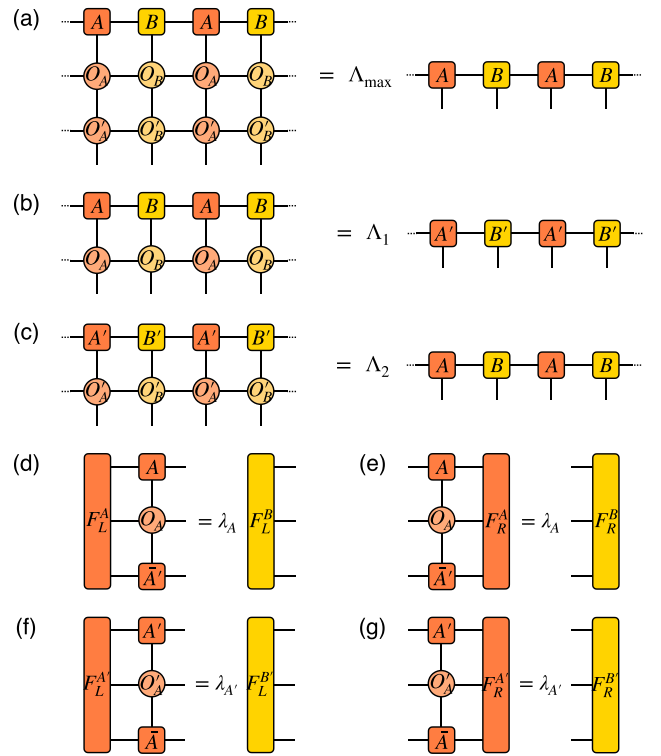 (a) A B A B
O_A O_B O_A O_B = Λ_max A B A B
O'_A O'_B O'_A O'_B
(b) A B A B
O_A O_B O_A O_B = Λ_1 A' B' A' B'
(c) A' B' A' B'
O'_A O'_B O'_A O'_B = Λ_2 A B A B
(d) A (e) A
F_L^A O_A = λ_A F_L^B O_A F_R^A = λ_A F_R^B
Ā' Ā'
(f) A' (g) A'
F_L^{A'} O'_A = λ_{A'} F_L^{B'} O'_A F_R^{A'} = λ_{A'} F_R^{B'}
Ā Ā